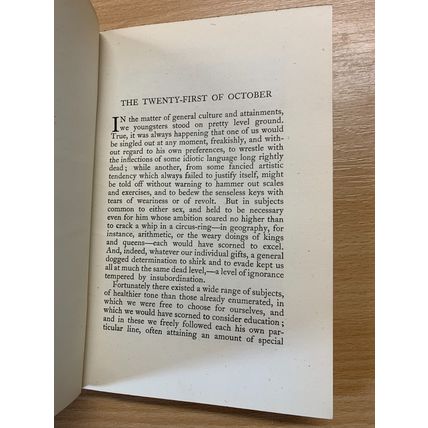 THE TWENTY-FIRST OF OCTOBER
IN the matter of general culture and attainments,
we youngsters stood on pretty level ground.
True, it was always happening that one of us would
be singled out at any moment, freakishly, and with-
out regard to his own preferences, to wrestle with
the inflections of some idiotic language long rightly
dead ; while another, from some fancied artistic
tendency which always failed to justify itself, might
be told off without warning to hammer out scales
and exercises, and to bedew the senseless keys with
tears of weariness or of revolt. But in subjects
common to either sex, and held to be necessary
even for him whose ambition soared no higher than
to crack a whip in a circus-ring—in geography, for
instance, arithmetic, or the weary doings of kings
and queens—each would have scorned to excel.
And, indeed, whatever our individual gifts, a general
dogged determination to shirk and to evade kept us
all at much the same dead level,—a level of ignorance
tempered by insubordination.
Fortunately there existed a wide range of subjects,
of healthier tone than those already enumerated, in
which we were free to choose for ourselves, and
which we would have scorned to consider education ;
and in these we freely followed each his own par-
ticular line, often attaining an amount of special